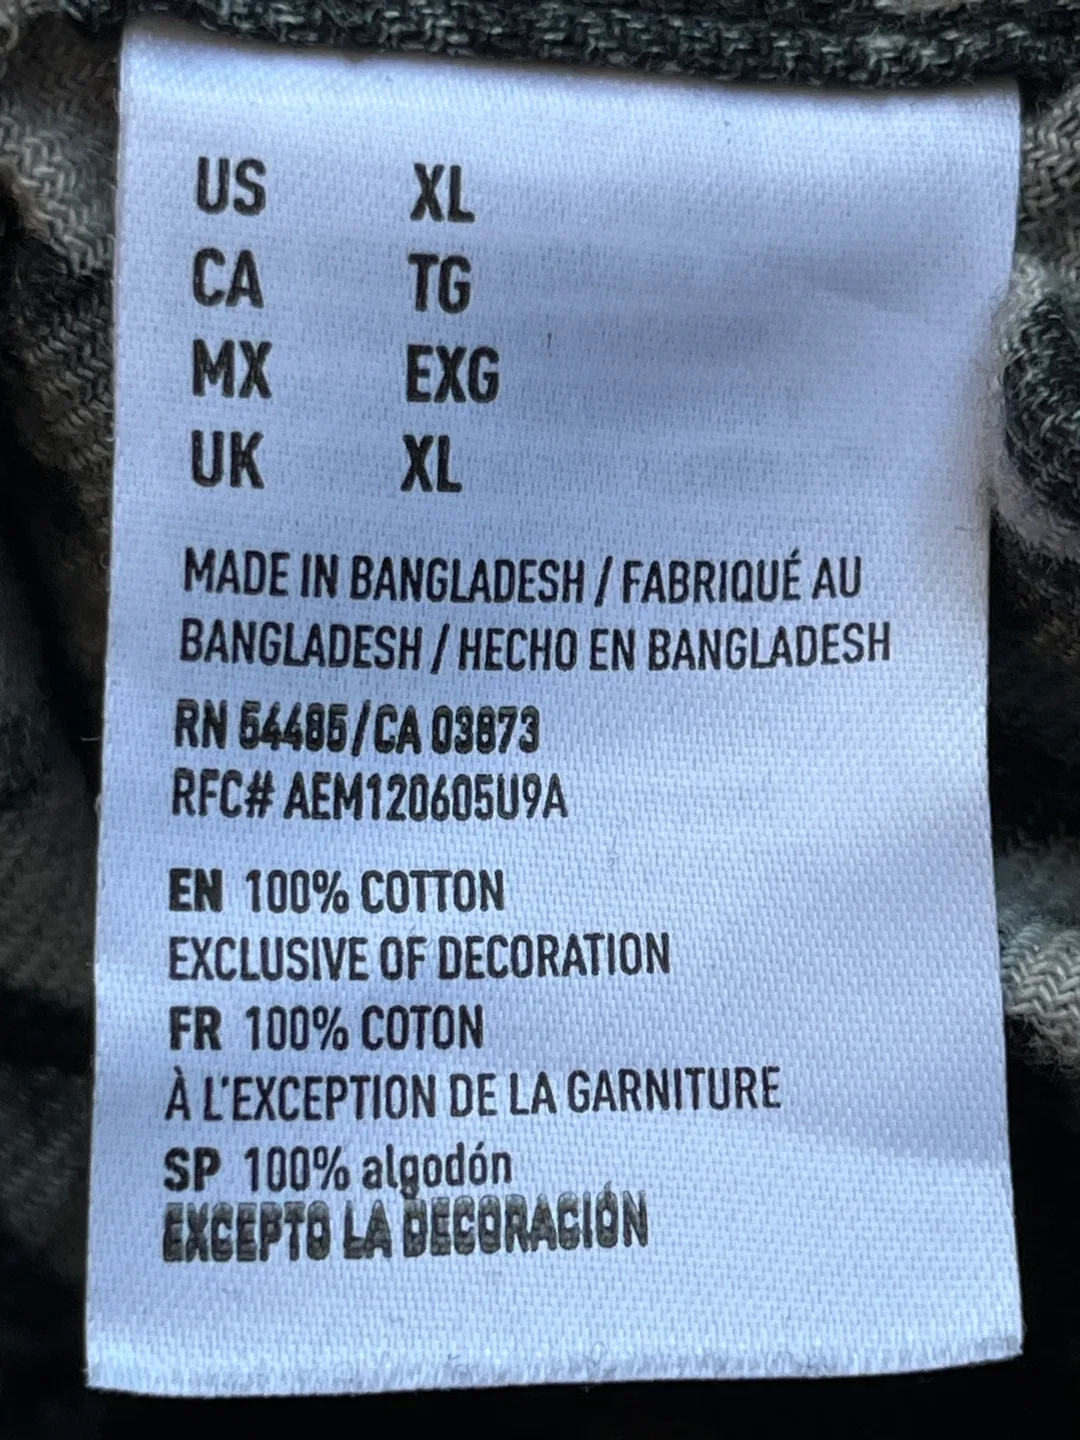 US XL
CA TG
MX EXG
UK XL
MADE IN BANGLADESH / FABRIQUÉ AU
BANGLADESH / HECHO EN BANGLADESH
RN 54485/CA 03873
RFC# AEM120605U9A
EN 100% COTTON
EXCLUSIVE OF DECORATION
FR 100% COTON
À L'EXCEPTION DE LA GARNITURE
SP 100% algodón
EXCEPTO LA DECORACIÓN